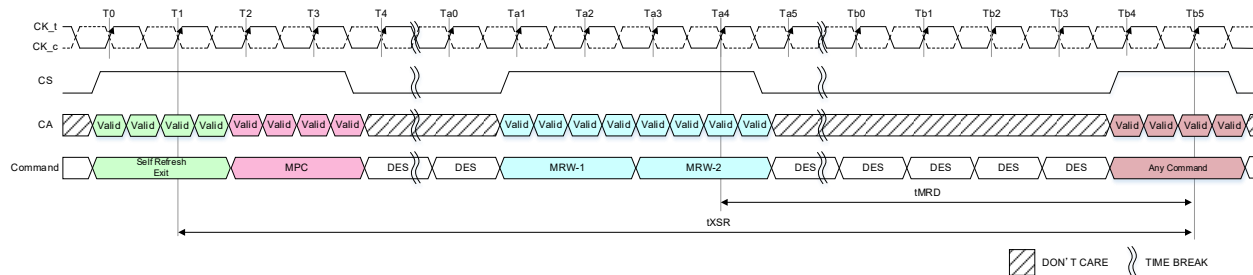 T0 T1 T2 T3 T4 Ta0 Ta1 Ta2 Ta3 Ta4 Ta5 Tb0 Tb1 Tb2 Tb3 Tb4 Tb5
CK_t
CK_c
CS
CA Valid Valid Valid Valid Valid Valid Valid Valid Valid Valid Valid Valid Valid Valid Valid Valid Valid Valid Valid Valid
Command Self Refresh Exit MPC DES DES MRW-1 MRW-2 DES DES DES DES DES Any Command
tMRD
tXSR
DON'T CARE TIME BREAK